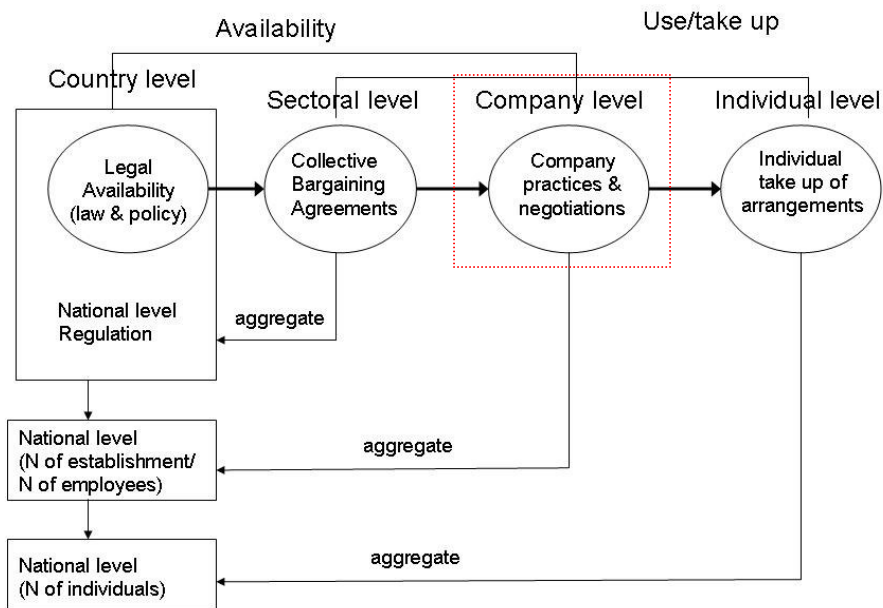 Availability
Use/take up
Country level
Sectoral level
Company level
Individual level
Legal
Availability
(law & policy)
Collective
Bargaining
Agreements
Company
practices &
negotiations
Individual
take up of
arrangements
National level
Regulation
aggregate
National level
(N of establishment/
N of employees)
aggregate
National level
(N of individuals)
aggregate